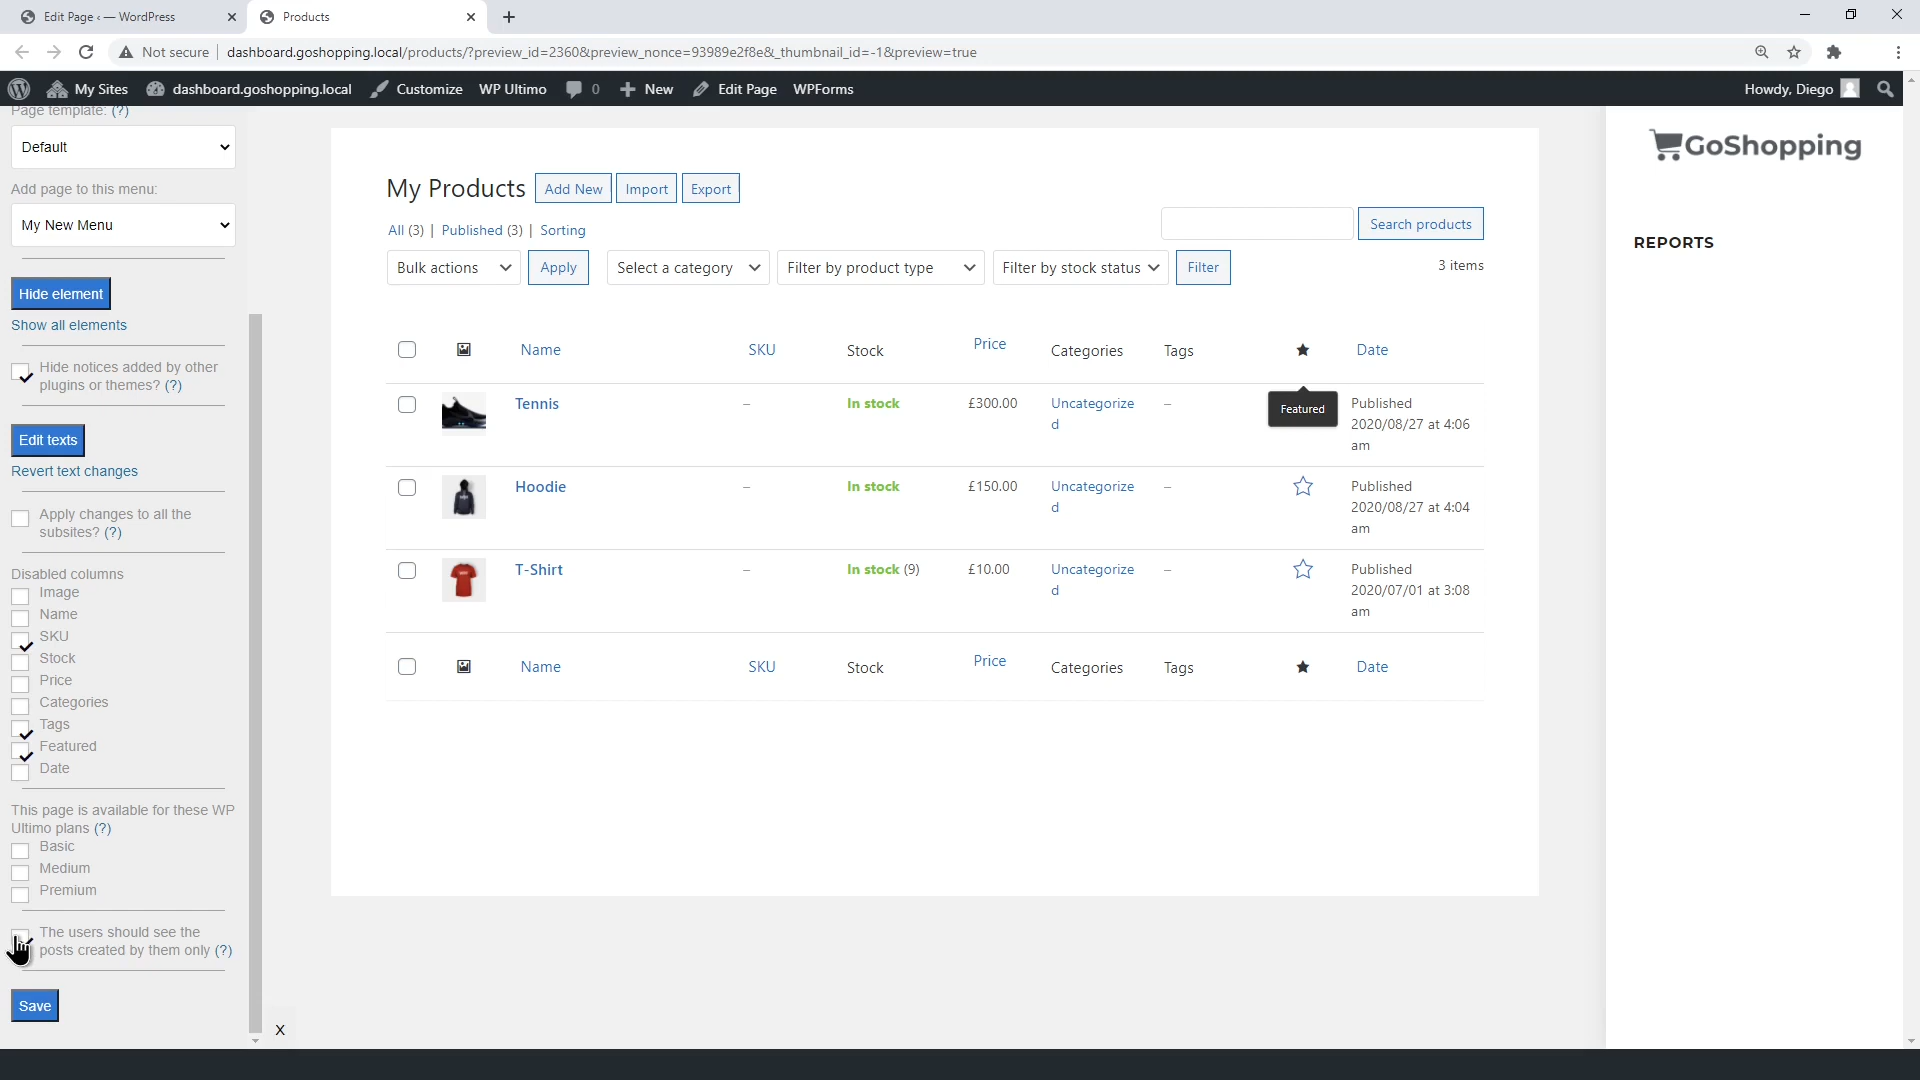 Edit Page ‹ — WordPress
Products
Not secure
dashboard.goshopping.local/products/?preview_id=2360&preview_nonce=93989e2f8e&_thumbnail_id=-1&preview=true
My Sites
dashboard.goshopping.local
Customize
WP Ultimo
0
New
Edit Page
WPForms
Howdy, Diego
Page template: (?)
Default
Add page to this menu:
My New Menu
Hide element
Show all elements
Hide notices added by other
plugins or themes? (?)
Edit texts
Revert text changes
Apply changes to all the
subsites? (?)
Disabled columns
Image
Name
SKU
Stock
Price
Categories
Tags
Featured
Date
This page is available for these WP
Ultimo plans (?)
Basic
Medium
Premium
The users should see the
posts created by them only (?)
Save
X
My Products
Add New
Import
Export
All (3) | Published (3) | Sorting
Search products
Bulk actions
Apply
Select a category
Filter by product type
Filter by stock status
Filter
3 items
Name SKU Stock Price Categories Tags Date
Tennis – In stock £300.00 Uncategorize – Published
d 2020/08/27 at 4:06
am
Featured
Hoodie – In stock £150.00 Uncategorize – Published
d 2020/08/27 at 4:04
am
T-Shirt – In stock (9) £10.00 Uncategorize – Published
d 2020/07/01 at 3:08
am
Name SKU Stock Price Categories Tags Date
GoShopping
REPORTS